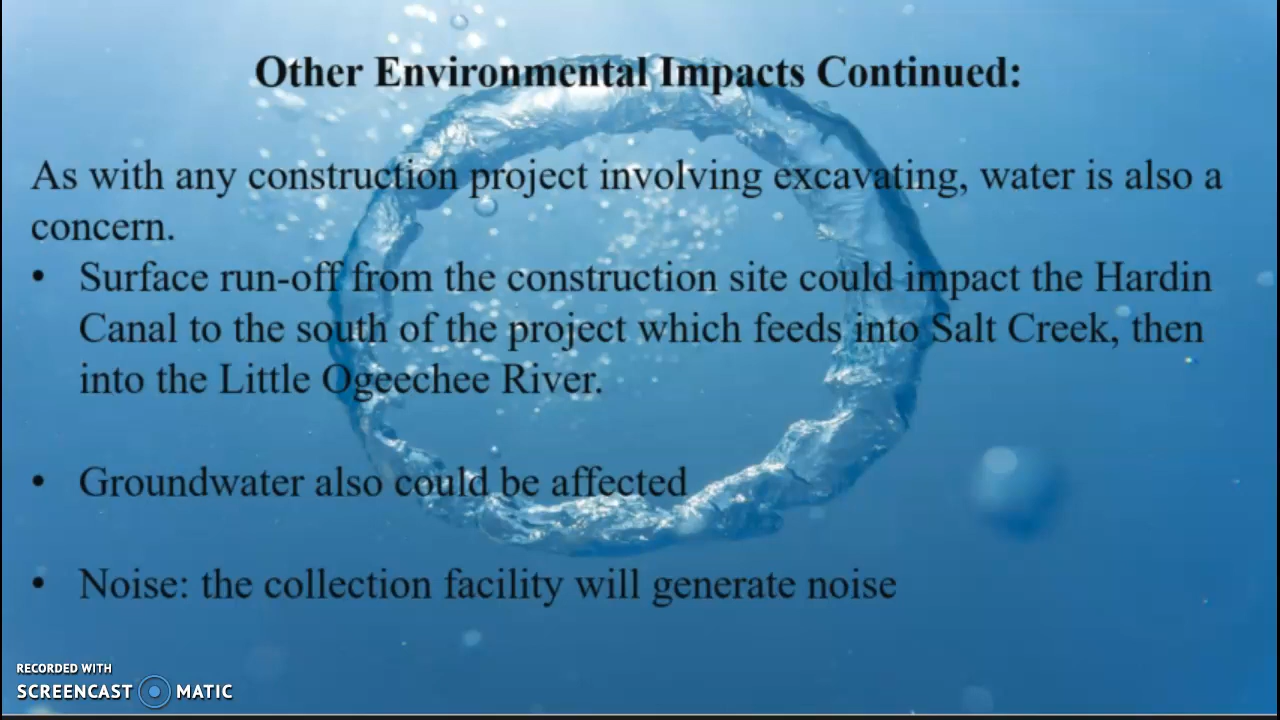 Other Environmental Impacts Continued:
As with any construction project involving excavating, water is also a
concern.
• Surface run-off from the construction site could impact the Hardin
Canal to the south of the project which feeds into Salt Creek, then
into the Little Ogeechee River.
• Groundwater also could be affected
• Noise: the collection facility will generate noise
RECORDED WITH
SCREENCAST MATIC